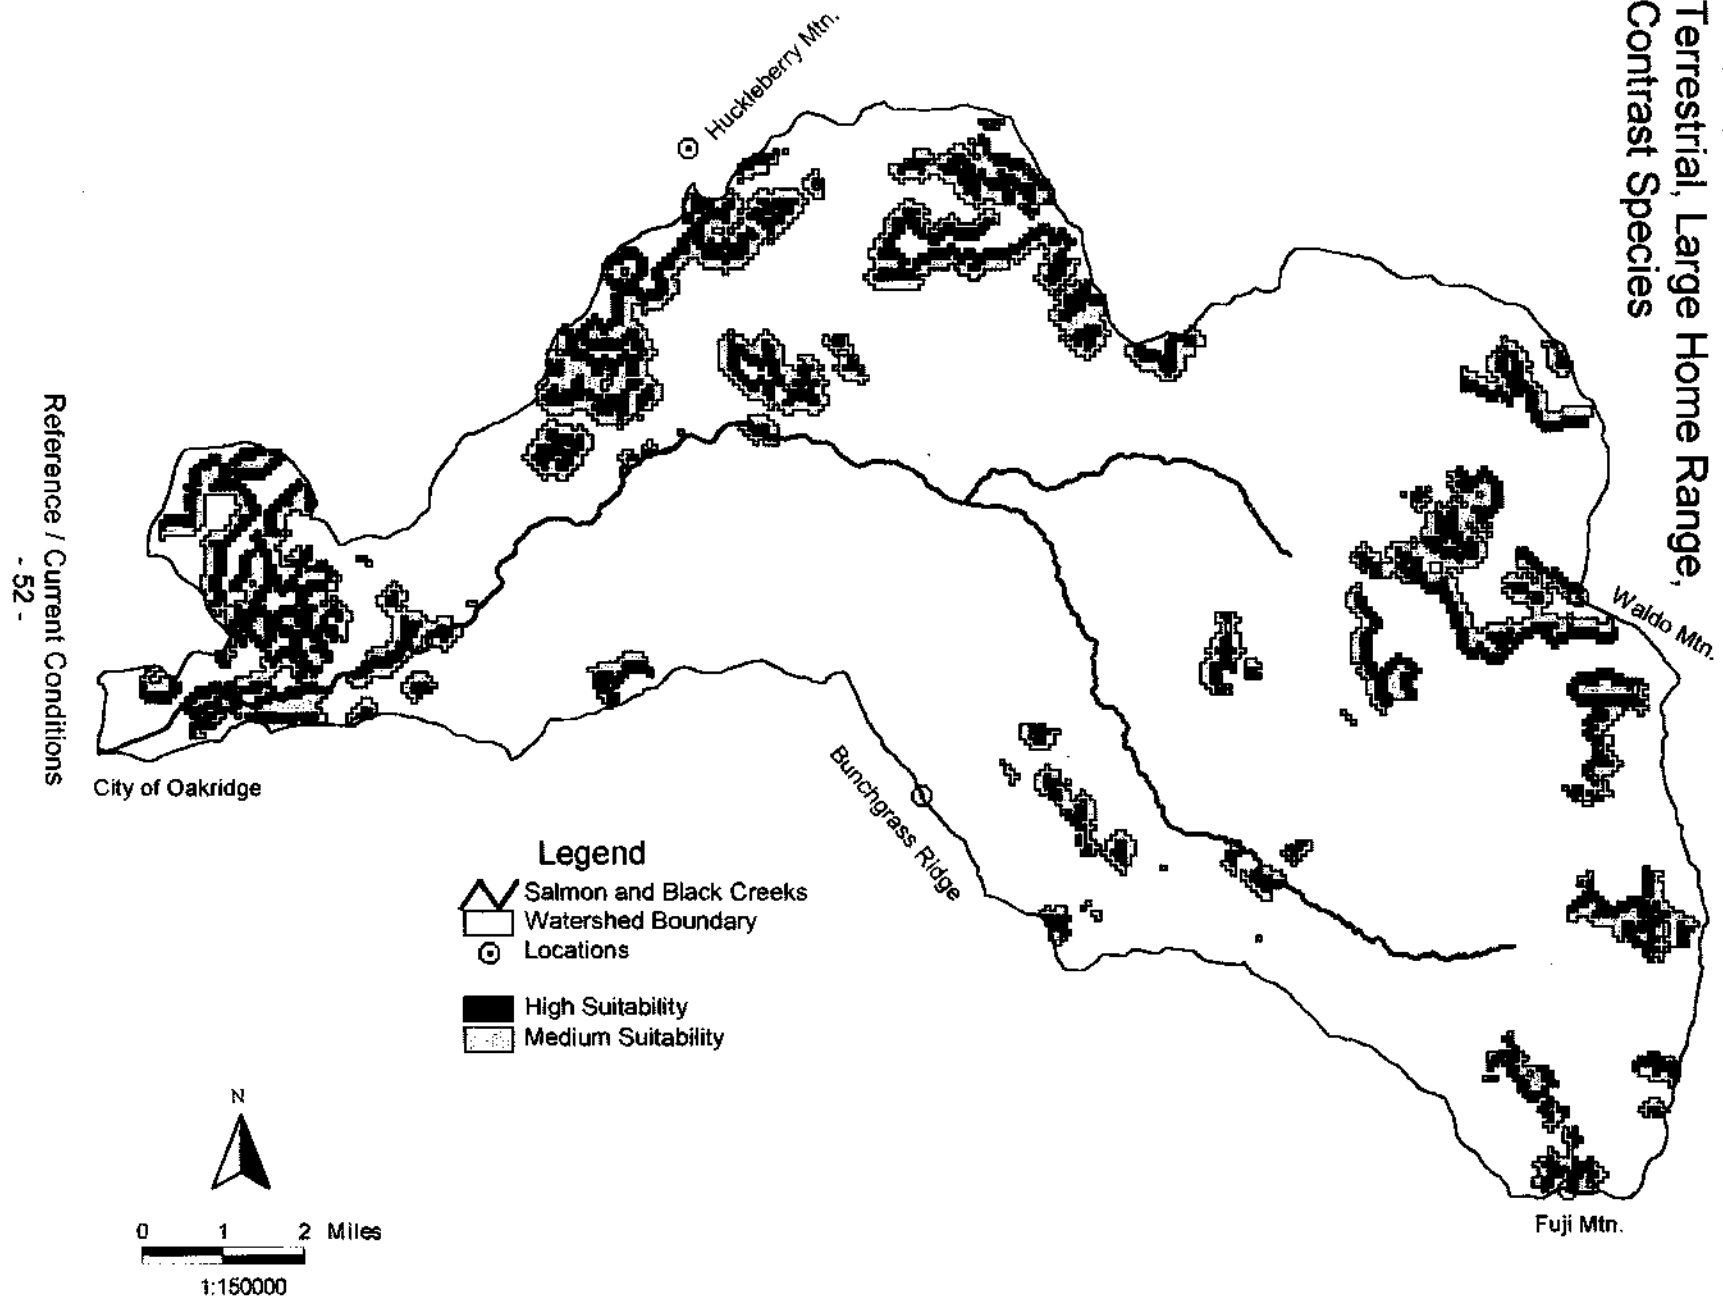 Terrestrial, Large Home Range,
Contrast Species
Huckleberry Mtn.
Waldo Mtn.
Bunchgrass Ridge
City of Oakridge
Fuji Mtn.
Legend
Salmon and Black Creeks
Watershed Boundary
Locations
High Suitability
Medium Suitability
N
0 1 2 Miles
1:150000
Reference / Current Conditions
- 52 -